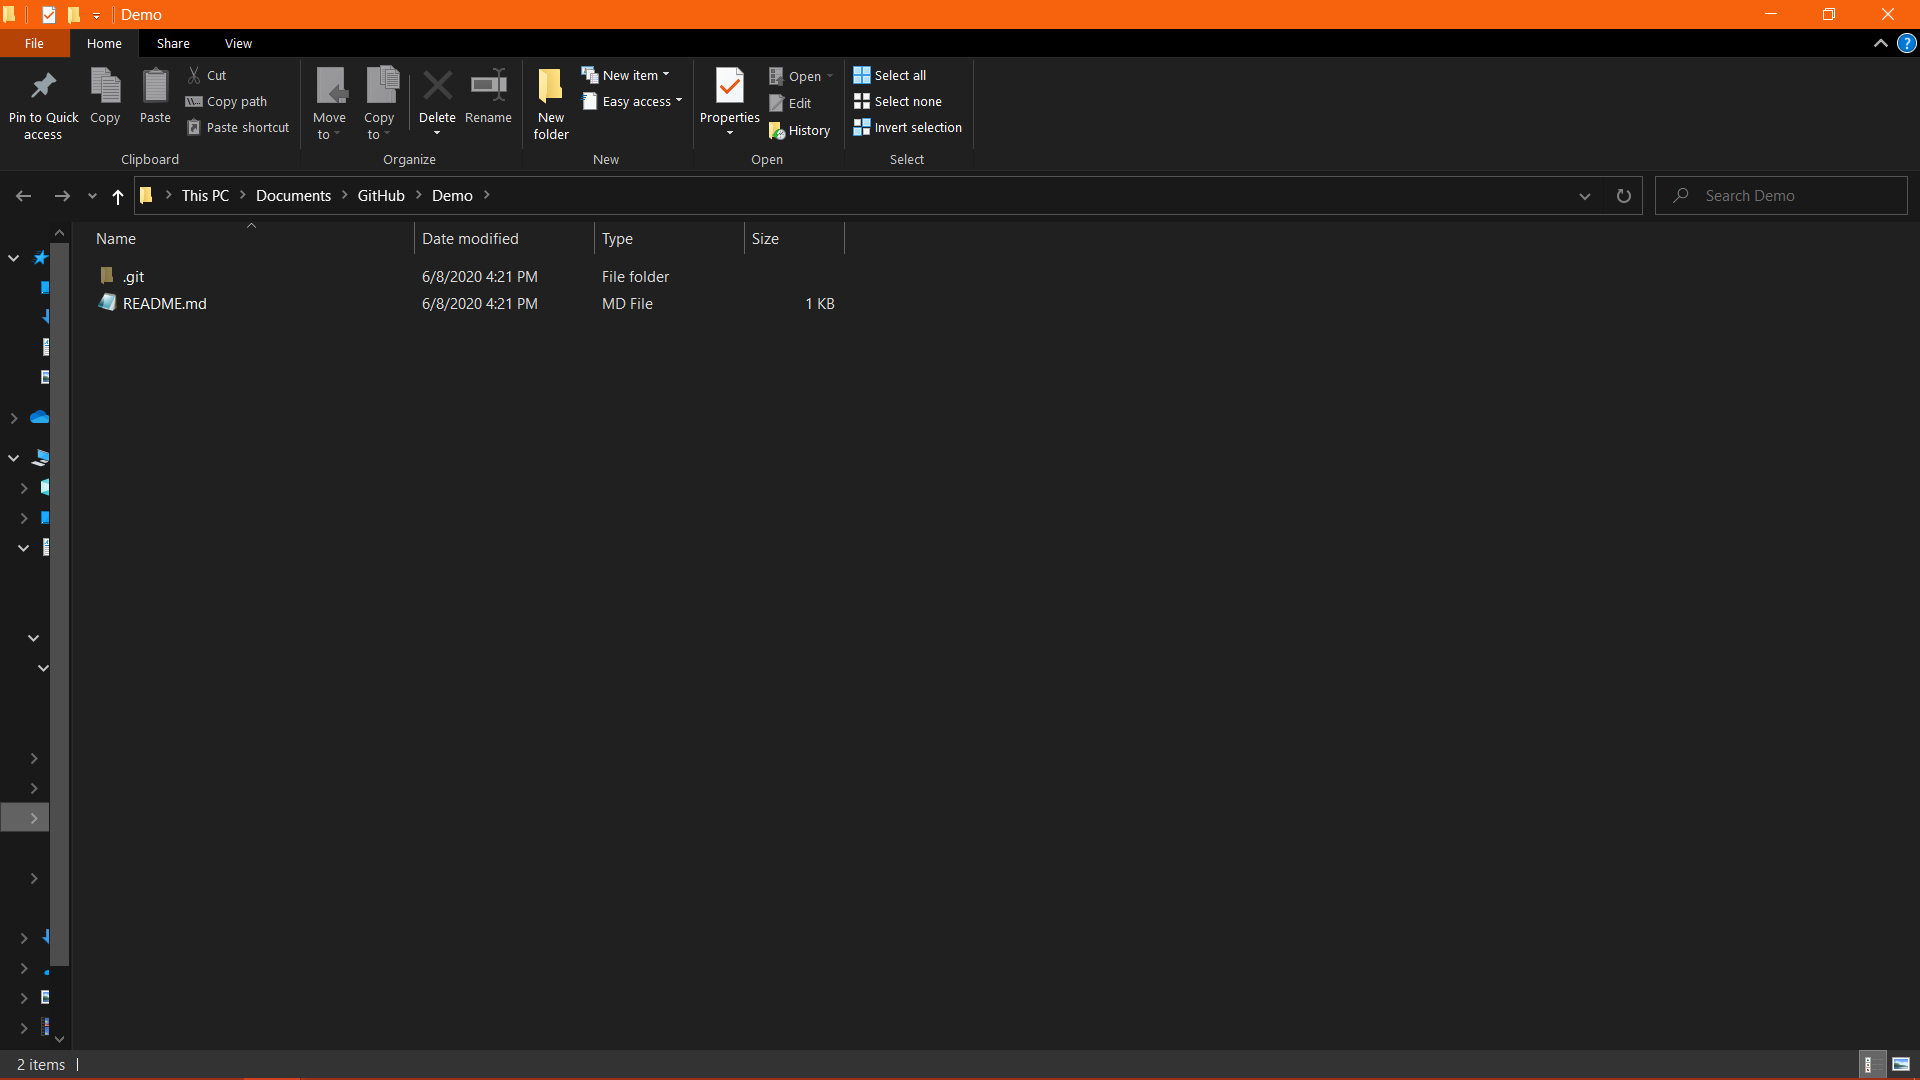 Demo
File Home Share View
Pin to Quick access
Copy
Paste
Cut
Copy path
Paste shortcut
Clipboard
Move to
Copy to
Delete
Rename
Organize
New folder
New item
Easy access
New
Properties
Open
Edit
History
Open
Select all
Select none
Invert selection
Select
This PC > Documents > GitHub > Demo >
Search Demo
Name Date modified Type Size
.git 6/8/2020 4:21 PM File folder
README.md 6/8/2020 4:21 PM MD File 1 KB
2 items